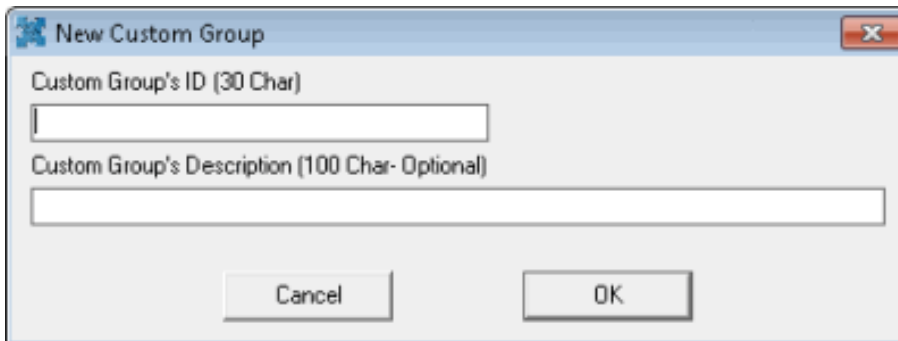 New Custom Group
Custom Group's ID (30 Char)
Custom Group's Description (100 Char- Optional)
Cancel OK